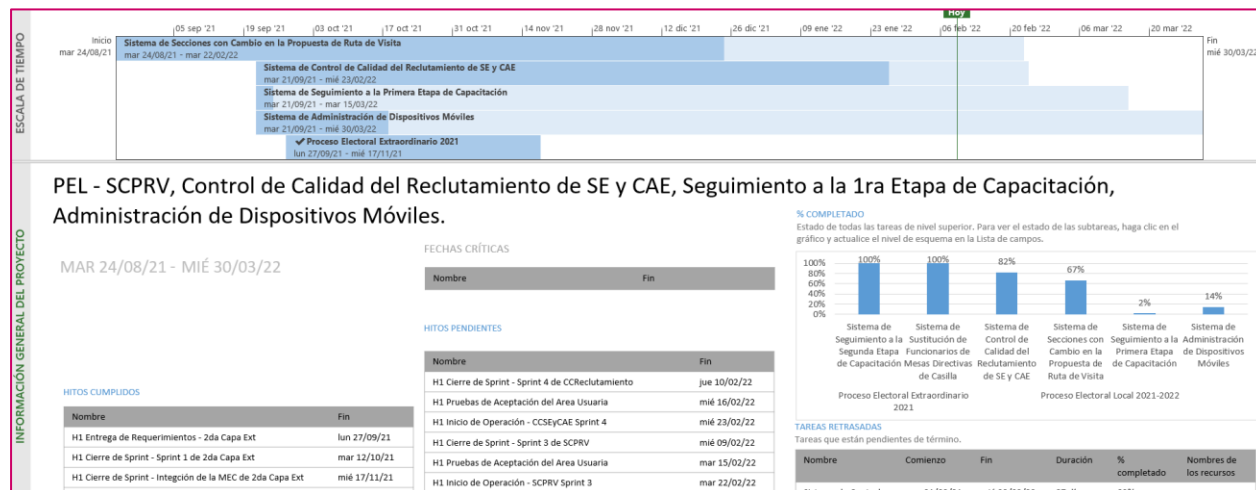 Hoy
05 sep '21 19 sep '21 03 oct '21 17 oct '21 31 oct '21 14 nov '21 28 nov '21 12 dic '21 26 dic '21 09 ene '22 23 ene '22 06 feb '22 20 feb '22 06 mar '22 20 mar '22
ESCALA DE TIEMPO
Inicio
mar 24/08/21
Fin
mié 30/03/22
Sistema de Secciones con Cambio en la Propuesta de Ruta de Visita
mar 24/08/21 - mar 22/02/22
Sistema de Control de Calidad del Reclutamiento de SE y CAE
mar 21/09/21 - mié 23/02/22
Sistema de Seguimiento a la Primera Etapa de Capacitación
mar 21/09/21 - mar 15/03/22
Sistema de Administración de Dispositivos Móviles
mar 21/09/21 - mié 30/03/22
✔ Proceso Electoral Extraordinario 2021
lun 27/09/21 - mié 17/11/21
INFORMACIÓN GENERAL DEL PROYECTO
PEL - SCPRV, Control de Calidad del Reclutamiento de SE y CAE, Seguimiento a la 1ra Etapa de Capacitación,
Administración de Dispositivos Móviles.
MAR 24/08/21 - MIÉ 30/03/22
HITOS CUMPLIDOS
Nombre Fin
H1 Entrega de Requerimientos - 2da Capa Ext lun 27/09/21
H1 Cierre de Sprint - Sprint 1 de 2da Capa Ext mar 12/10/21
H1 Cierre de Sprint - Integción de la MEC de 2da Capa Ext mié 17/11/21
FECHAS CRÍTICAS
Nombre Fin
HITOS PENDIENTES
Nombre Fin
H1 Cierre de Sprint - Sprint 4 de CCReclutamiento jue 10/02/22
H1 Pruebas de Aceptación del Area Usuaria mié 16/02/22
H1 Inicio de Operación - CCSEyCAE Sprint 4 mié 23/02/22
H1 Cierre de Sprint - Sprint 3 de SCPRV mié 09/02/22
H1 Pruebas de Aceptación del Area Usuaria mar 15/02/22
H1 Inicio de Operación - SCPRV Sprint 3 mar 22/02/22
% COMPLETADO
Estado de todas las tareas de nivel superior. Para ver el estado de las subtareas, haga clic en el
gráfico y actualice el nivel de esquema en la Lista de campos.
100%
80%
60%
40%
20%
0%
100% 100% 82% 67% 2% 14%
Sistema de Seguimiento a la Segunda Etapa de Capacitación
Sistema de Sustitución de Funcionarios de Mesas Directivas de Casilla
Sistema de Control de Calidad del Reclutamiento de SE y CAE
Sistema de Secciones con Cambio en la Propuesta de Ruta de Visita
Sistema de Seguimiento a la Primera Etapa de Capacitación
Sistema de Administración de Dispositivos Móviles
Proceso Electoral Extraordinario 2021
Proceso Electoral Local 2021-2022
TAREAS RETRASADAS
Tareas que están pendientes de término.
Nombre Comienzo Fin Duración % completado Nombres de los recursos